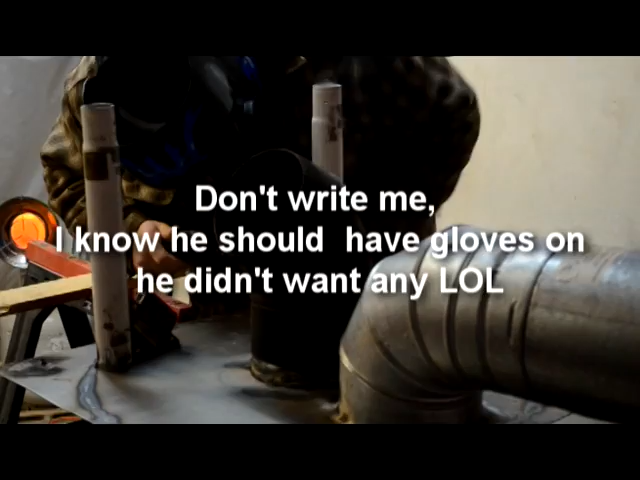 Don't write me,
I know he should  have gloves on
he didn't want any LOL